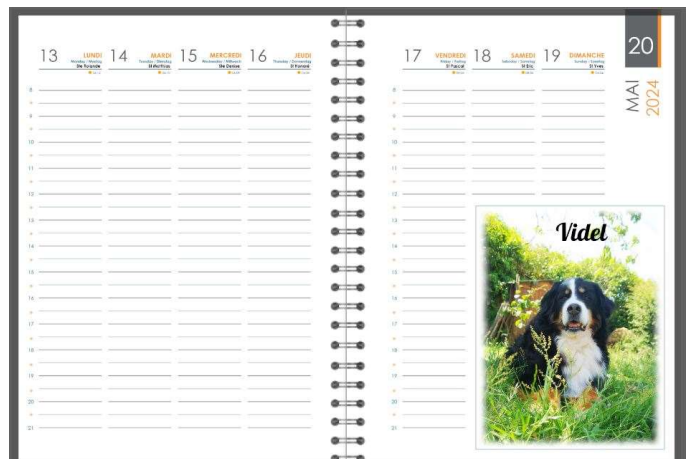 13 LUNDI
Monday - Montag
Ste Rolande
14 MARDI
Tuesday - Dienstag
St Matthias
15 MERCREDI
Wednesday - Mittwoch
Ste Denise
16 JEUDI
Thursday - Donnerstag
St Honoré
8
9
10
11
12
13
14
15
16
17
18
19
20
21
17 VENDREDI
Friday - Freitag
St Pascal
18 SAMEDI
Saturday - Samstag
St Eric
19 DIMANCHE
Sunday - Sonntag
St Yves
20
MAI
2024
8
9
10
11
12
13
14
15
16
17
18
19
20
21
Videl